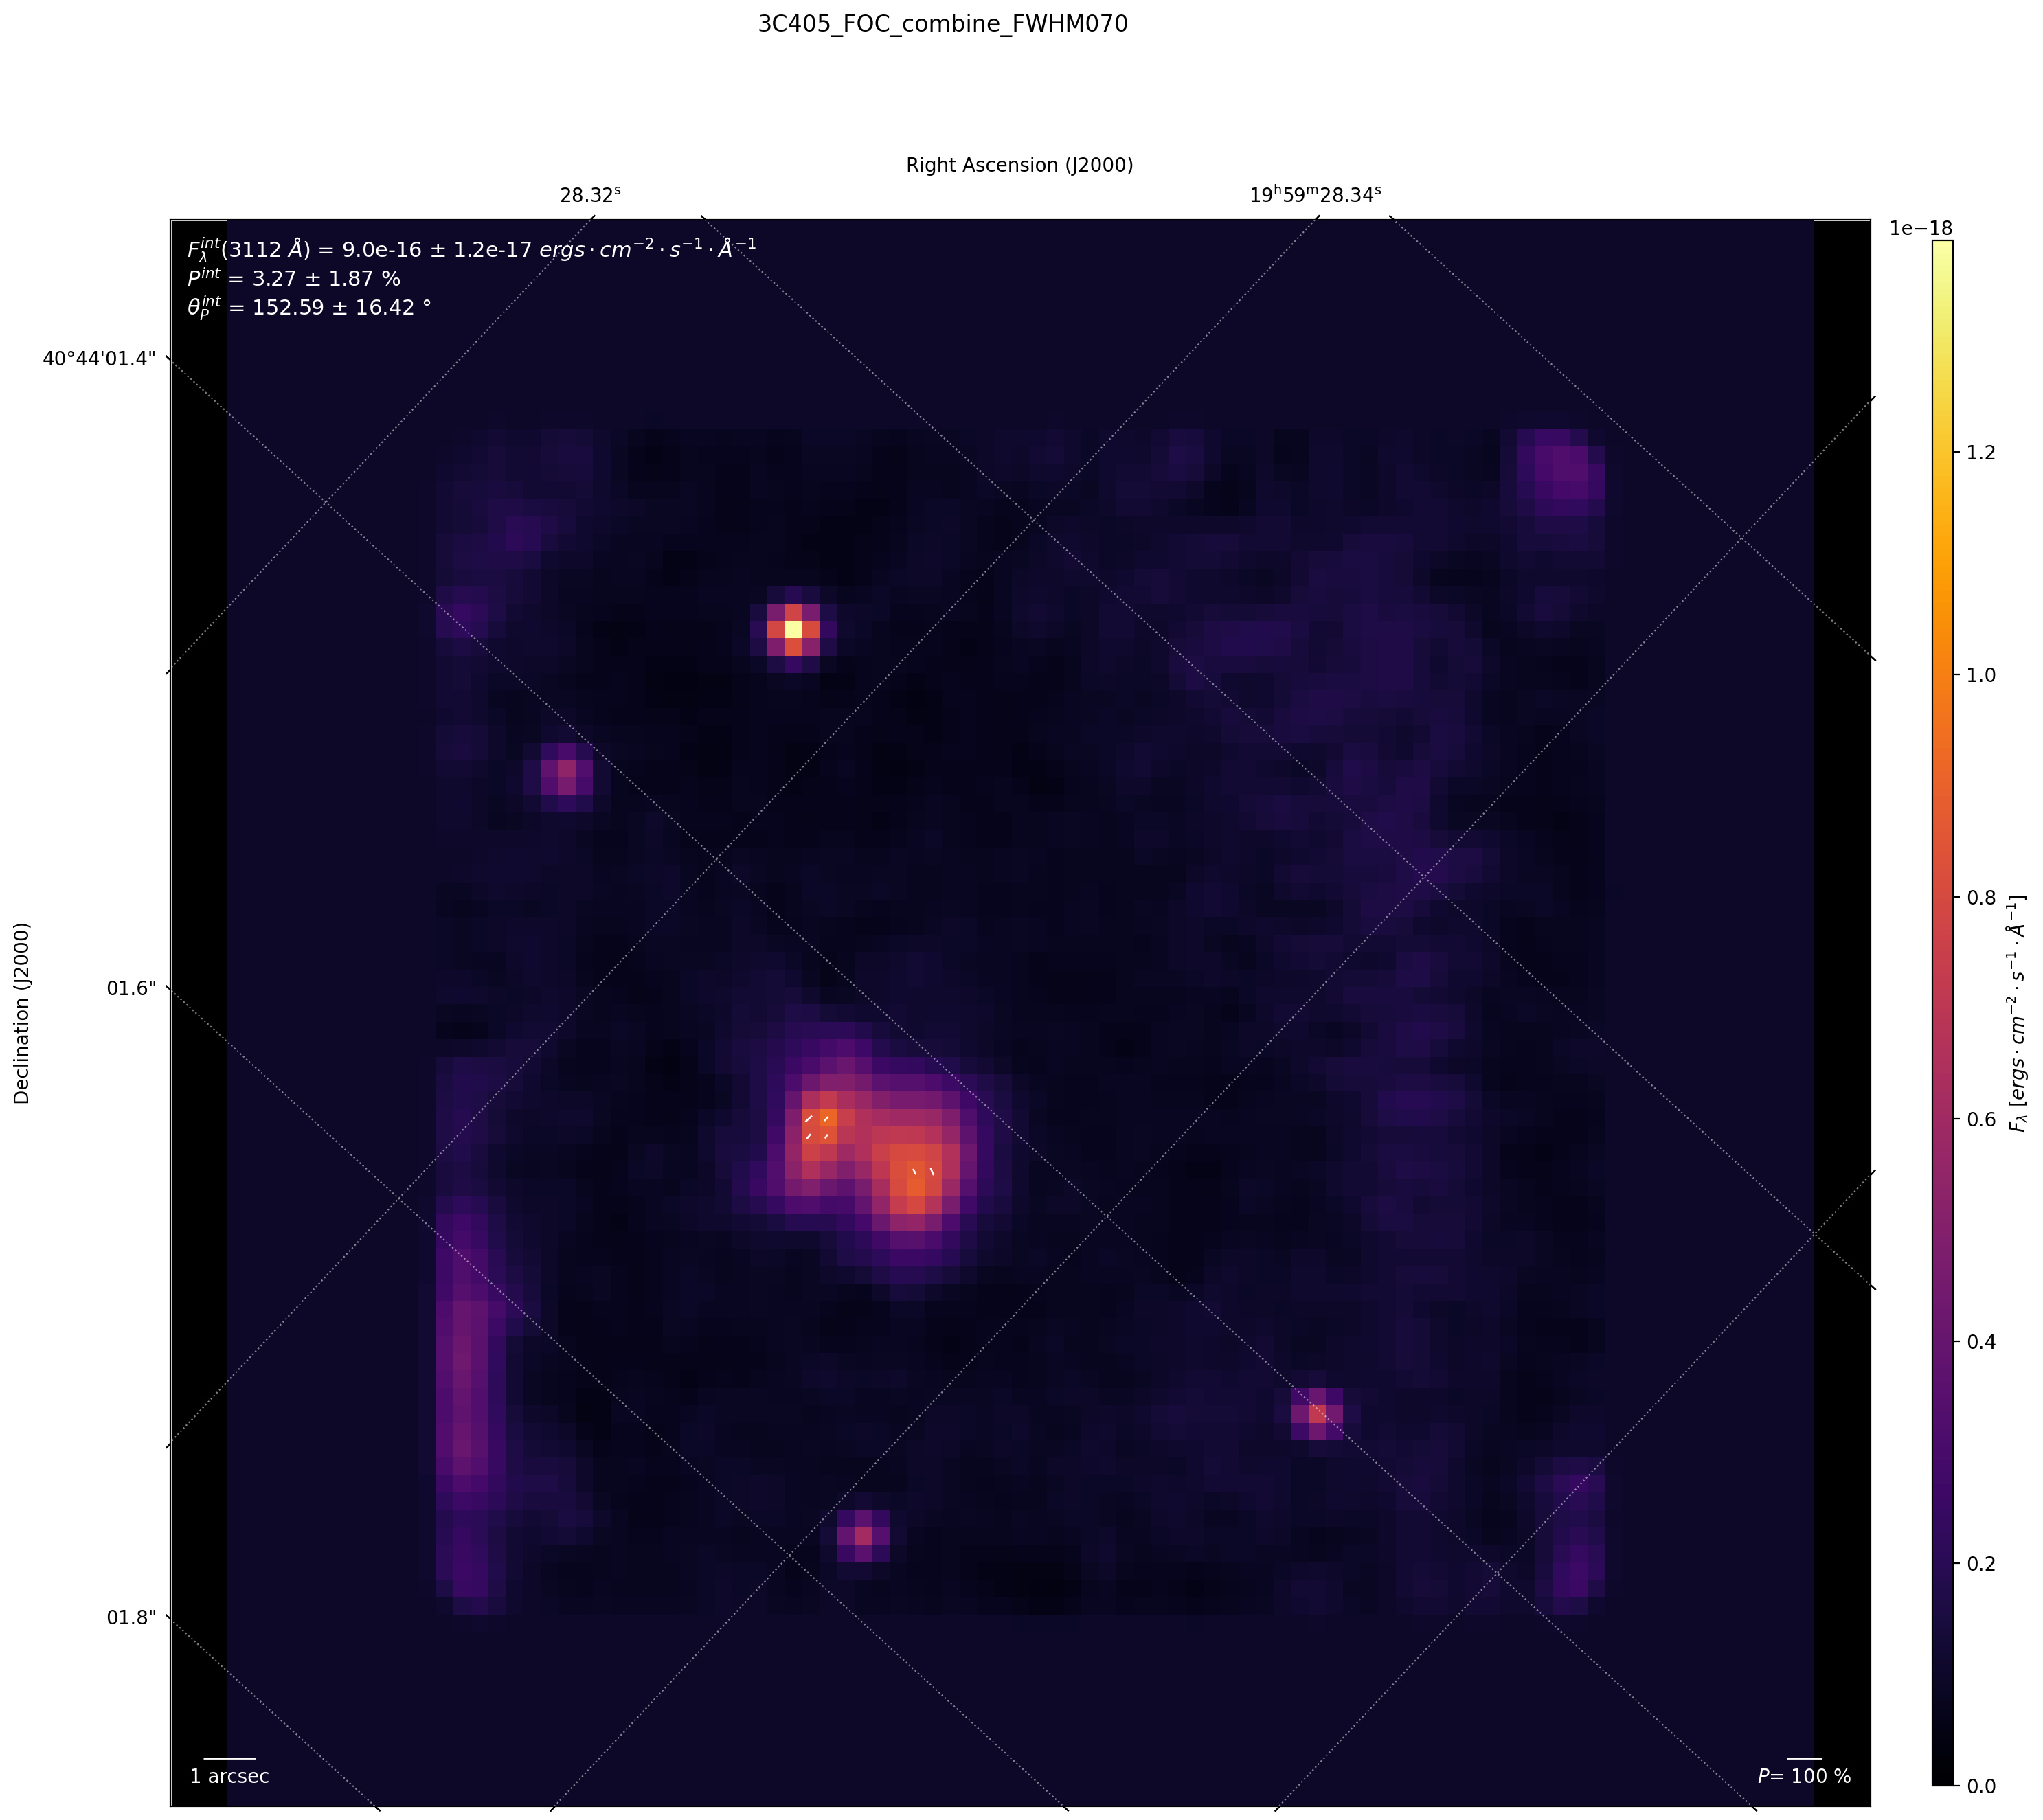 3C405_FOC_combine_FWHM070
Right Ascension (J2000)
28.32ˢ
19ʰ59ᵐ28.34ˢ
1e−18
F_λ^int(3112 Å) = 9.0e-16 ± 1.2e-17 ergs·cm⁻²·s⁻¹·Å⁻¹
P^int = 3.27 ± 1.87 %
θ_P^int = 152.59 ± 16.42 °
40°44'01.4"
01.6"
01.8"
Declination (J2000)
1.2
1.0
0.8
0.6
0.4
0.2
0.0
F_λ [ergs·cm⁻²·s⁻¹·Å⁻¹]
1 arcsec
P= 100 %